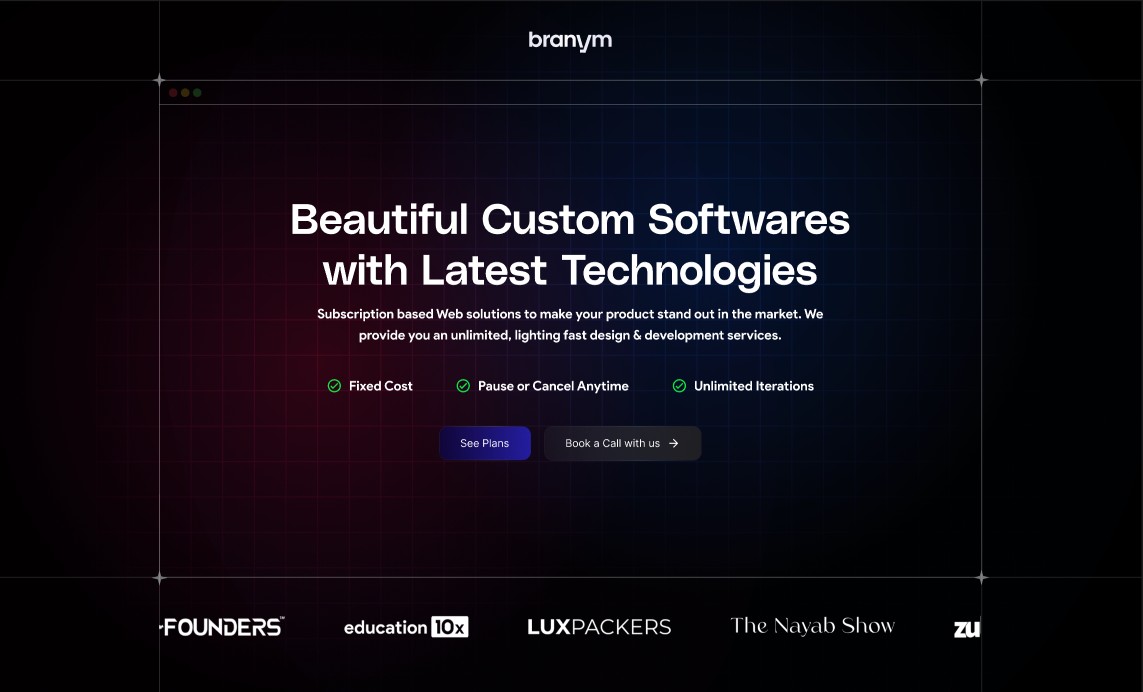 branym
Beautiful Custom Softwares
with Latest Technologies
Subscription based Web solutions to make your product stand out in the market. We
provide you an unlimited, lighting fast design & development services.
Fixed Cost
Pause or Cancel Anytime
Unlimited Iterations
See Plans
Book a Call with us →
FOUNDERS™
education 10x
LUXPACKERS
The Nayab Show